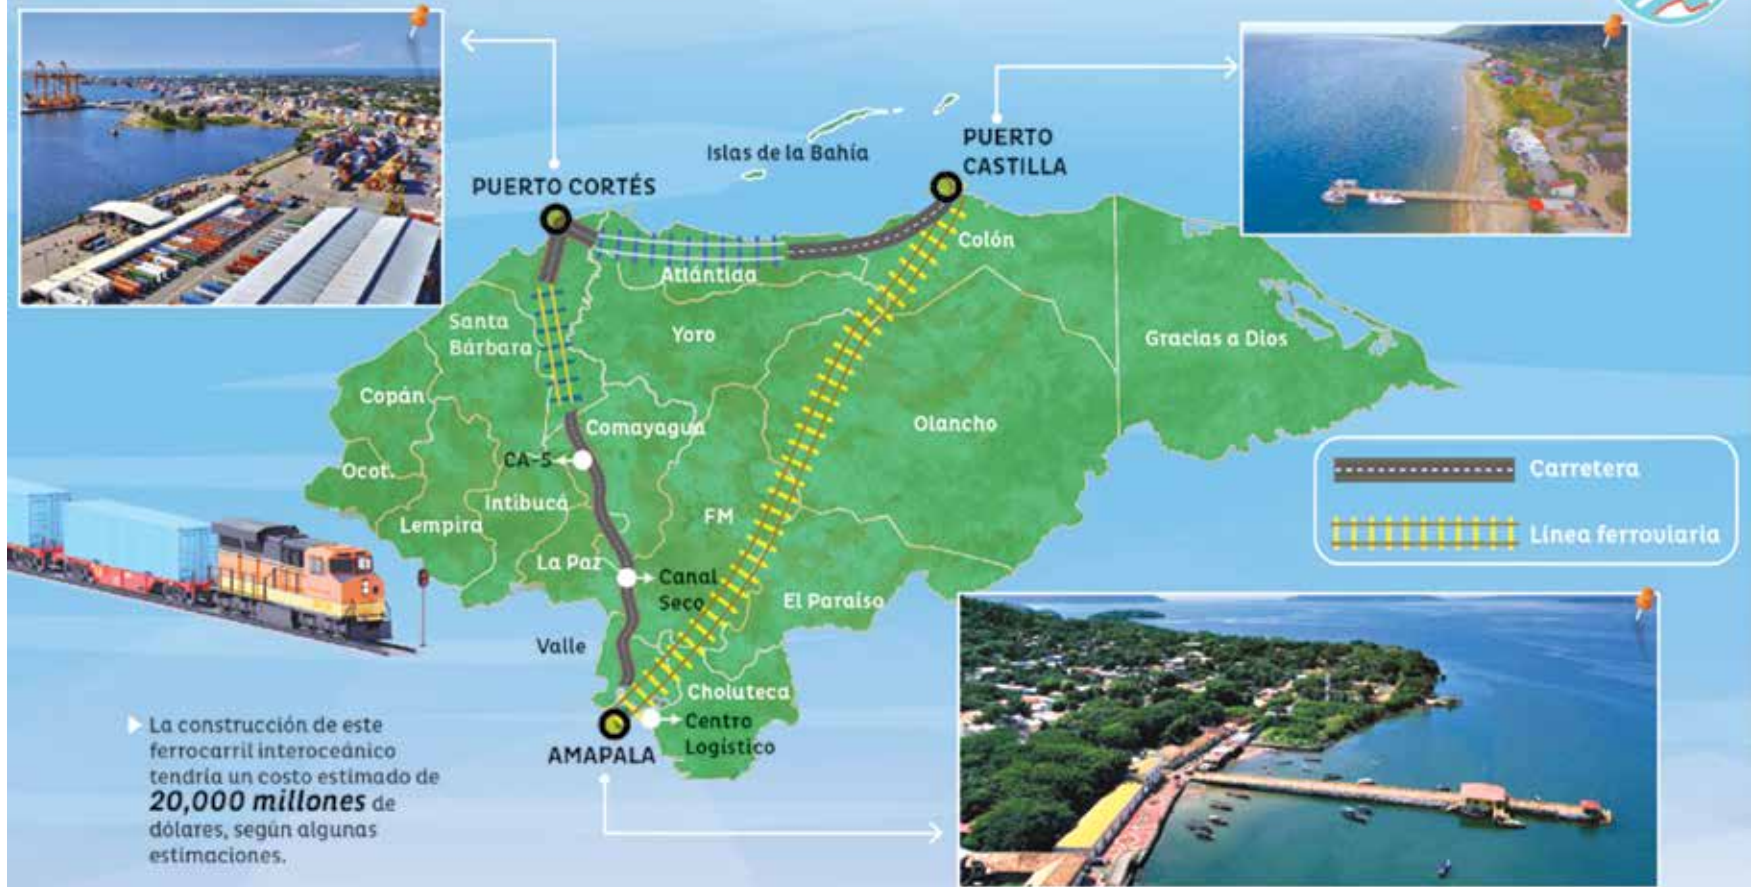 PUERTO CORTÉS
Islas de la Bahía
PUERTO
CASTILLA
Colón
Atlántida
Santa
Bárbara
Yoro
Gracias a Dios
Copán
Comayagua
Olancho
CA-5
Ocot.
Intibucá
Lempira
FM
La Paz
Canal
Seco
El Paraíso
Valle
Choluteca
Centro
Logístico
AMAPALA
Carretera
Línea ferroviaria
La construcción de este
ferrocarril interoceánico
tendría un costo estimado de
20,000 millones de
dólares, según algunas
estimaciones.